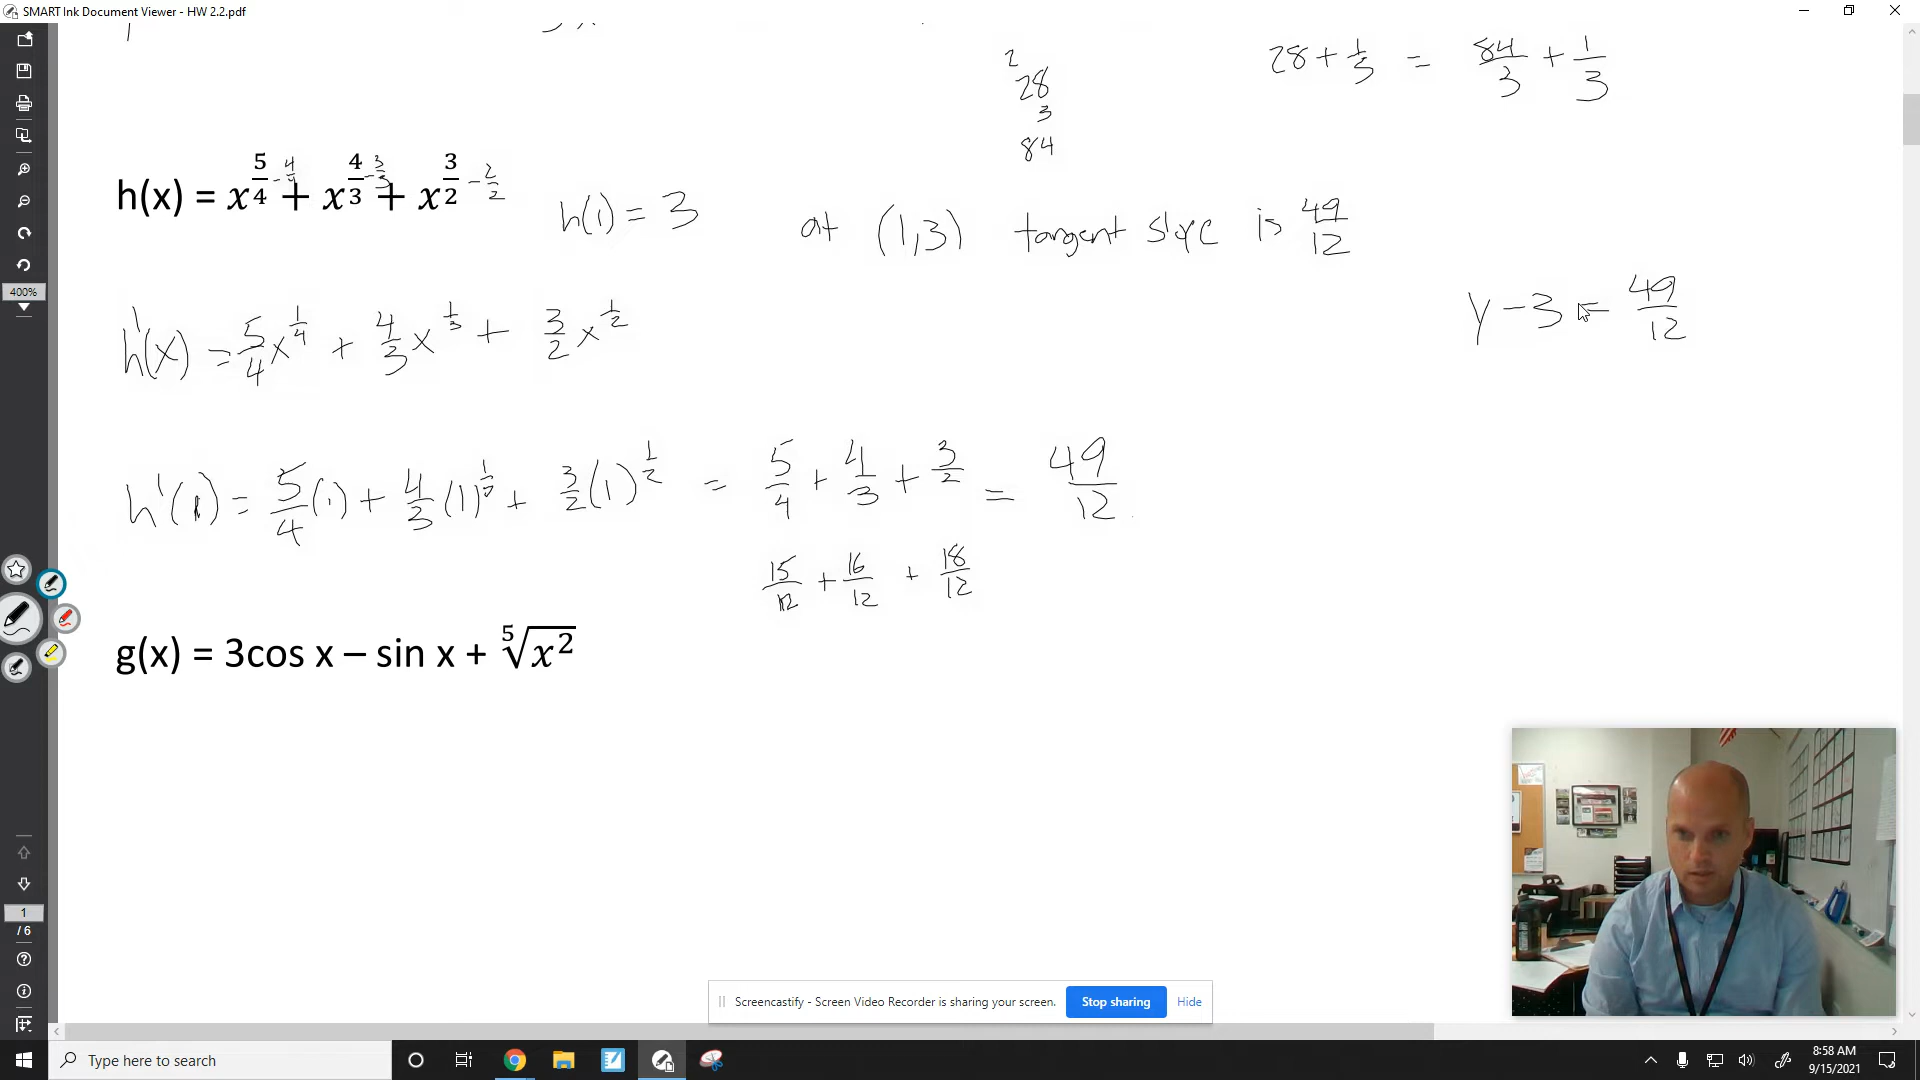 SMART Ink Document Viewer - HW 2.2.pdf
28 + 1/3 = 84/3 + 1/3
2
28
3
84
h(x) = x^(5/4 - 4/4) + x^(4/3 - 3/3) + x^(3/2 - 2/2)
h(1) = 3
at (1,3) tangent slope is 49/12
y - 3 = 49/12
h'(x) = 5/4 x^(1/4) + 4/3 x^(1/3) + 3/2 x^(1/2)
h'(1) = 5/4 (1) + 4/3 (1)^(1/3) + 3/2 (1)^(1/2) = 5/4 + 4/3 + 3/2 = 49/12
15/12 + 16/12 + 18/12
g(x) = 3cos x – sin x + ⁵√x²
400%
1
/ 6
Screencastify - Screen Video Recorder is sharing your screen.
Stop sharing
Hide
Type here to search
8:58 AM
9/15/2021